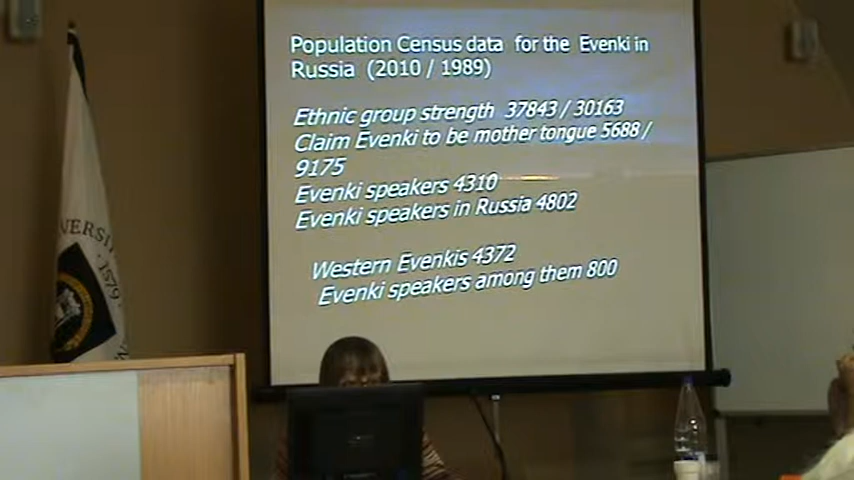 Population Census data for the Evenki in
Russia (2010 / 1989)
Ethnic group strength 37843 / 30163
Claim Evenki to be mother tongue 5688 /
9175
Evenki speakers 4310
Evenki speakers in Russia 4802
Western Evenkis 4372
Evenki speakers among them 800
VERSIT
1579